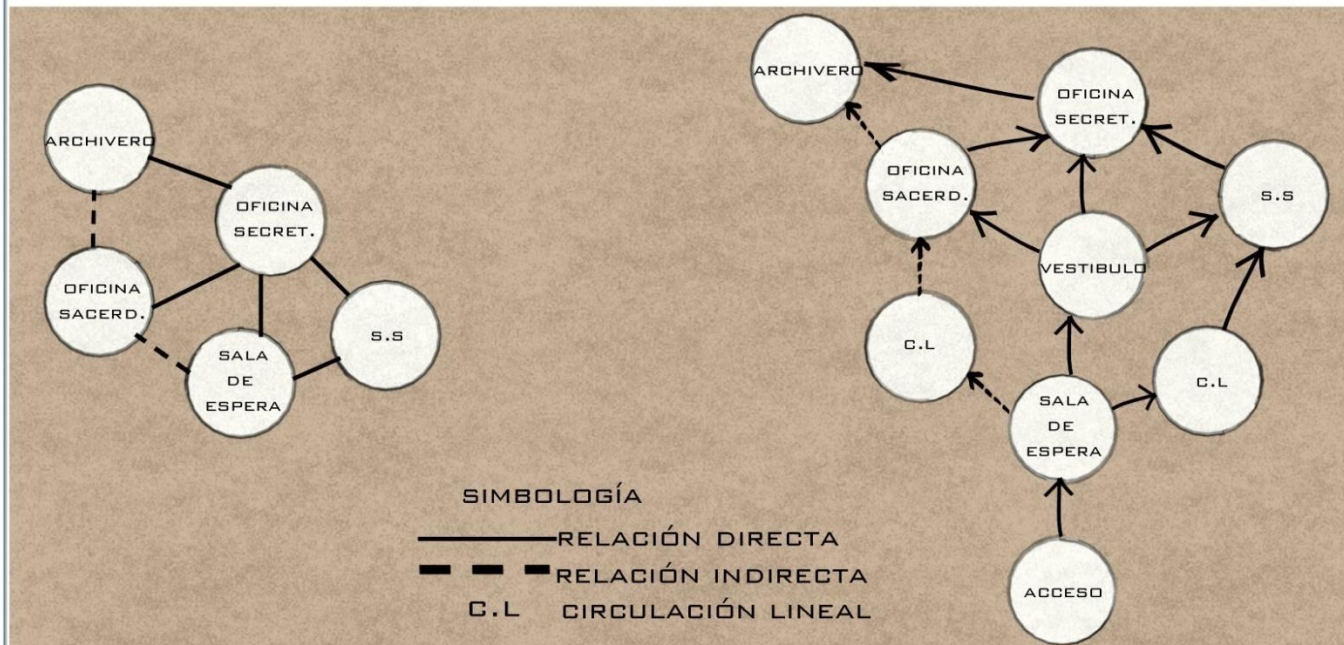 ARCHIVERO
OFICINA
SECRET.
OFICINA
SACERD.
SALA
DE
ESPERA
S.S
ARCHIVERO
OFICINA
SECRET.
OFICINA
SACERD.
S.S
VESTIBULO
C.L
C.L
SALA
DE
ESPERA
ACCESO
SIMBOLOGÍA
RELACIÓN DIRECTA
RELACIÓN INDIRECTA
C.L CIRCULACIÓN LINEAL